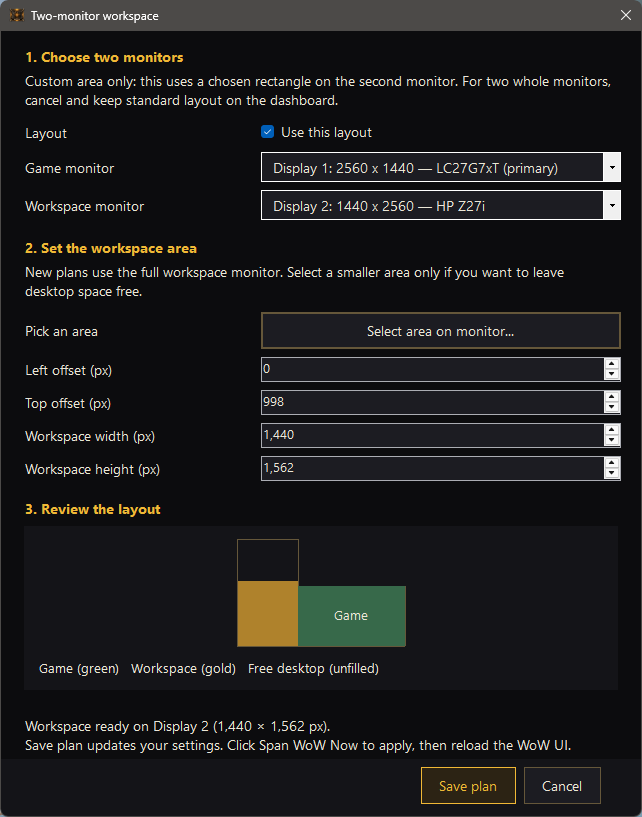 Two-monitor workspace
1. Choose two monitors
Custom area only: this uses a chosen rectangle on the second monitor. For two whole monitors,
cancel and keep standard layout on the dashboard.
Layout
Use this layout
Game monitor
Display 1: 2560 x 1440 — LC27G7xT (primary)
Workspace monitor
Display 2: 1440 x 2560 — HP Z27i
2. Set the workspace area
New plans use the full workspace monitor. Select a smaller area only if you want to leave
desktop space free.
Pick an area
Select area on monitor...
Left offset (px)
0
Top offset (px)
998
Workspace width (px)
1,440
Workspace height (px)
1,562
3. Review the layout
Game
Game (green) Workspace (gold) Free desktop (unfilled)
Workspace ready on Display 2 (1,440 × 1,562 px).
Save plan updates your settings. Click Span WoW Now to apply, then reload the WoW UI.
Save plan
Cancel